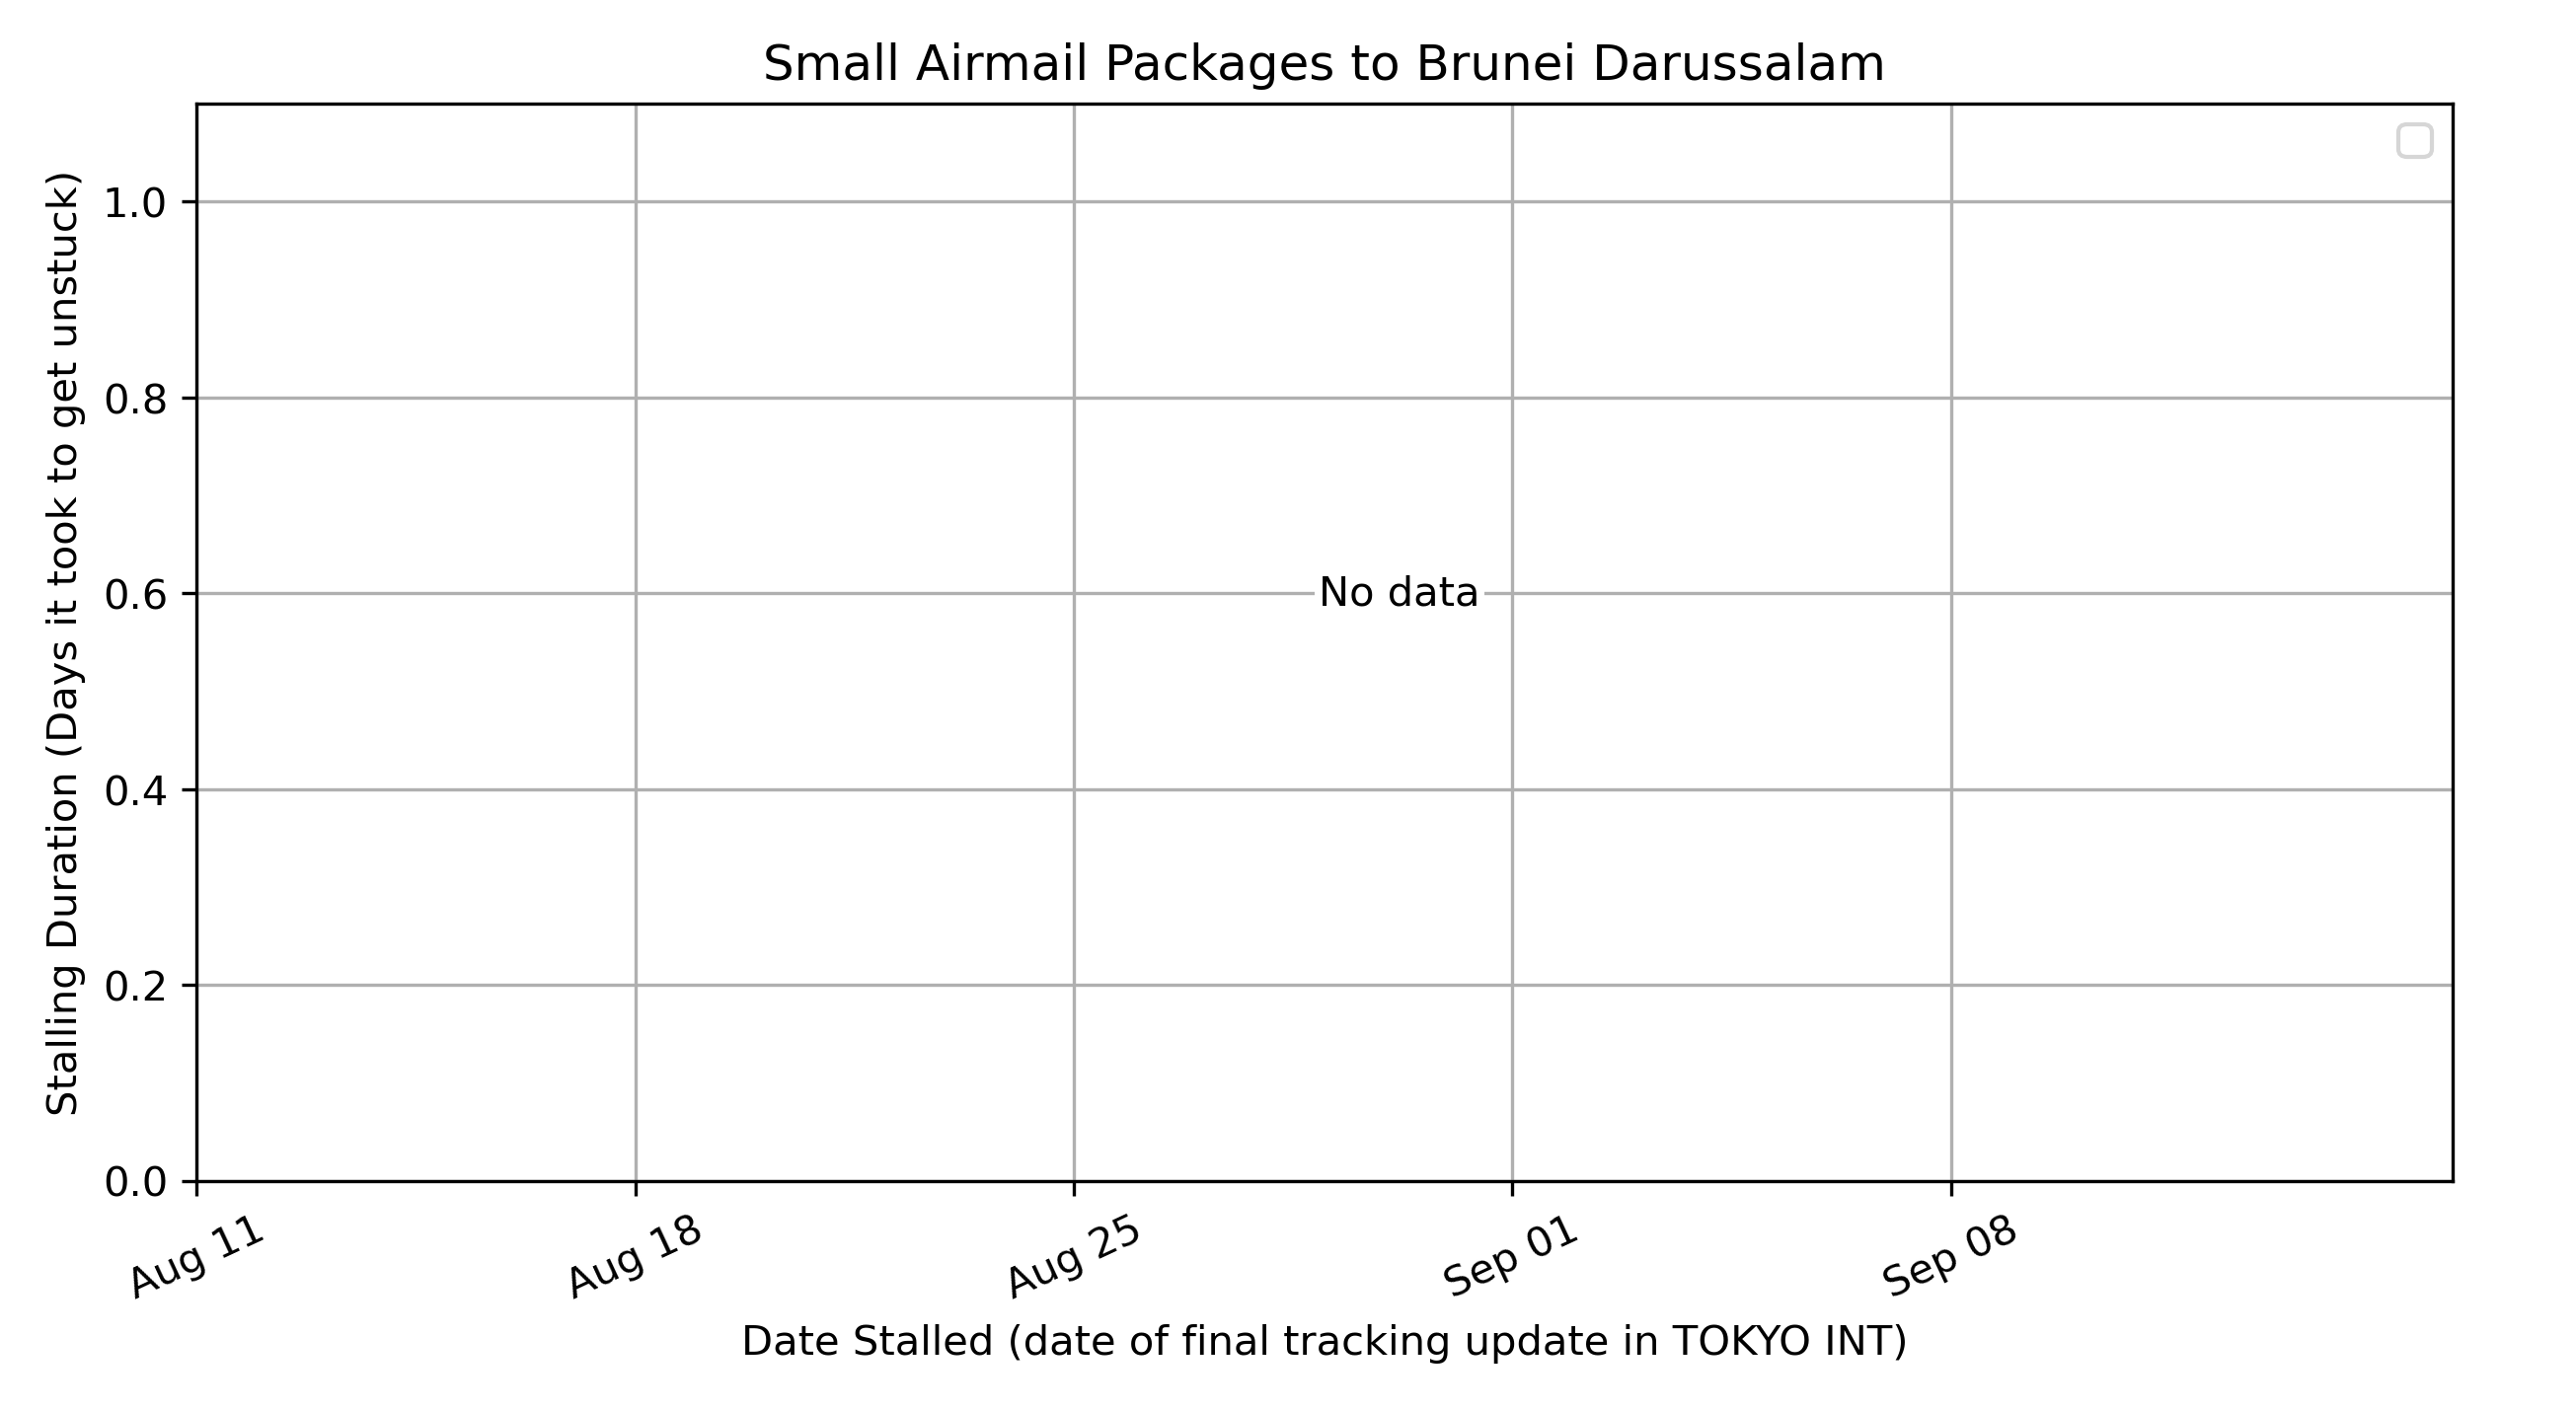 Small Airmail Packages to Brunei Darussalam
Stalling Duration (Days it took to get unstuck)
1.0
0.8
0.6
0.4
0.2
0.0
No data
Aug 11
Aug 18
Aug 25
Sep 01
Sep 08
Date Stalled (date of final tracking update in TOKYO INT)